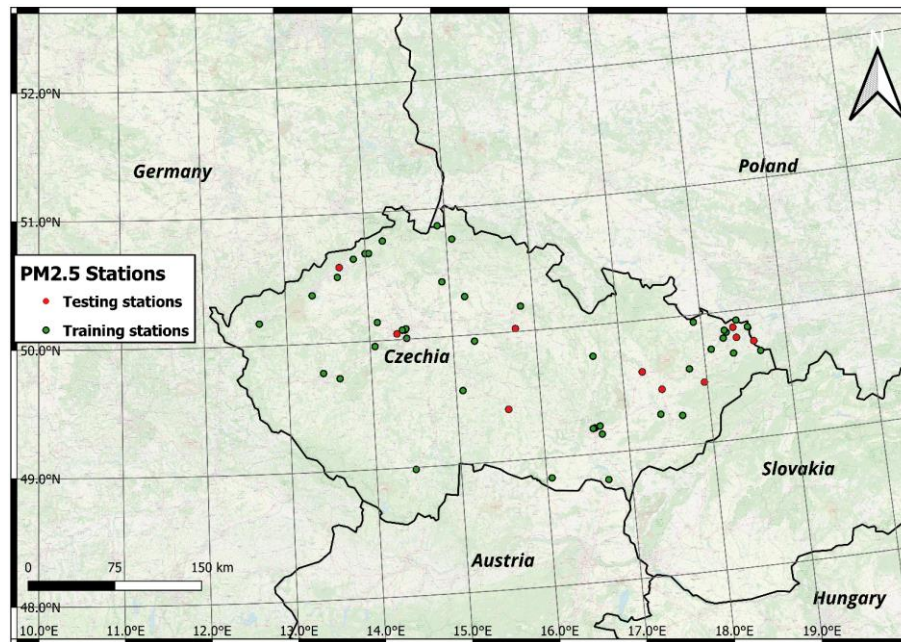 N
52.0°N
Germany
Poland
51.0°N
PM2.5 Stations
Testing stations
Training stations
50.0°N
Czechia
49.0°N
Slovakia
Austria
0 75 150 km
Hungary
48.0°N
10.0°E 11.0°E 12.0°E 13.0°E 14.0°E 15.0°E 16.0°E 17.0°E 18.0°E 19.0°E